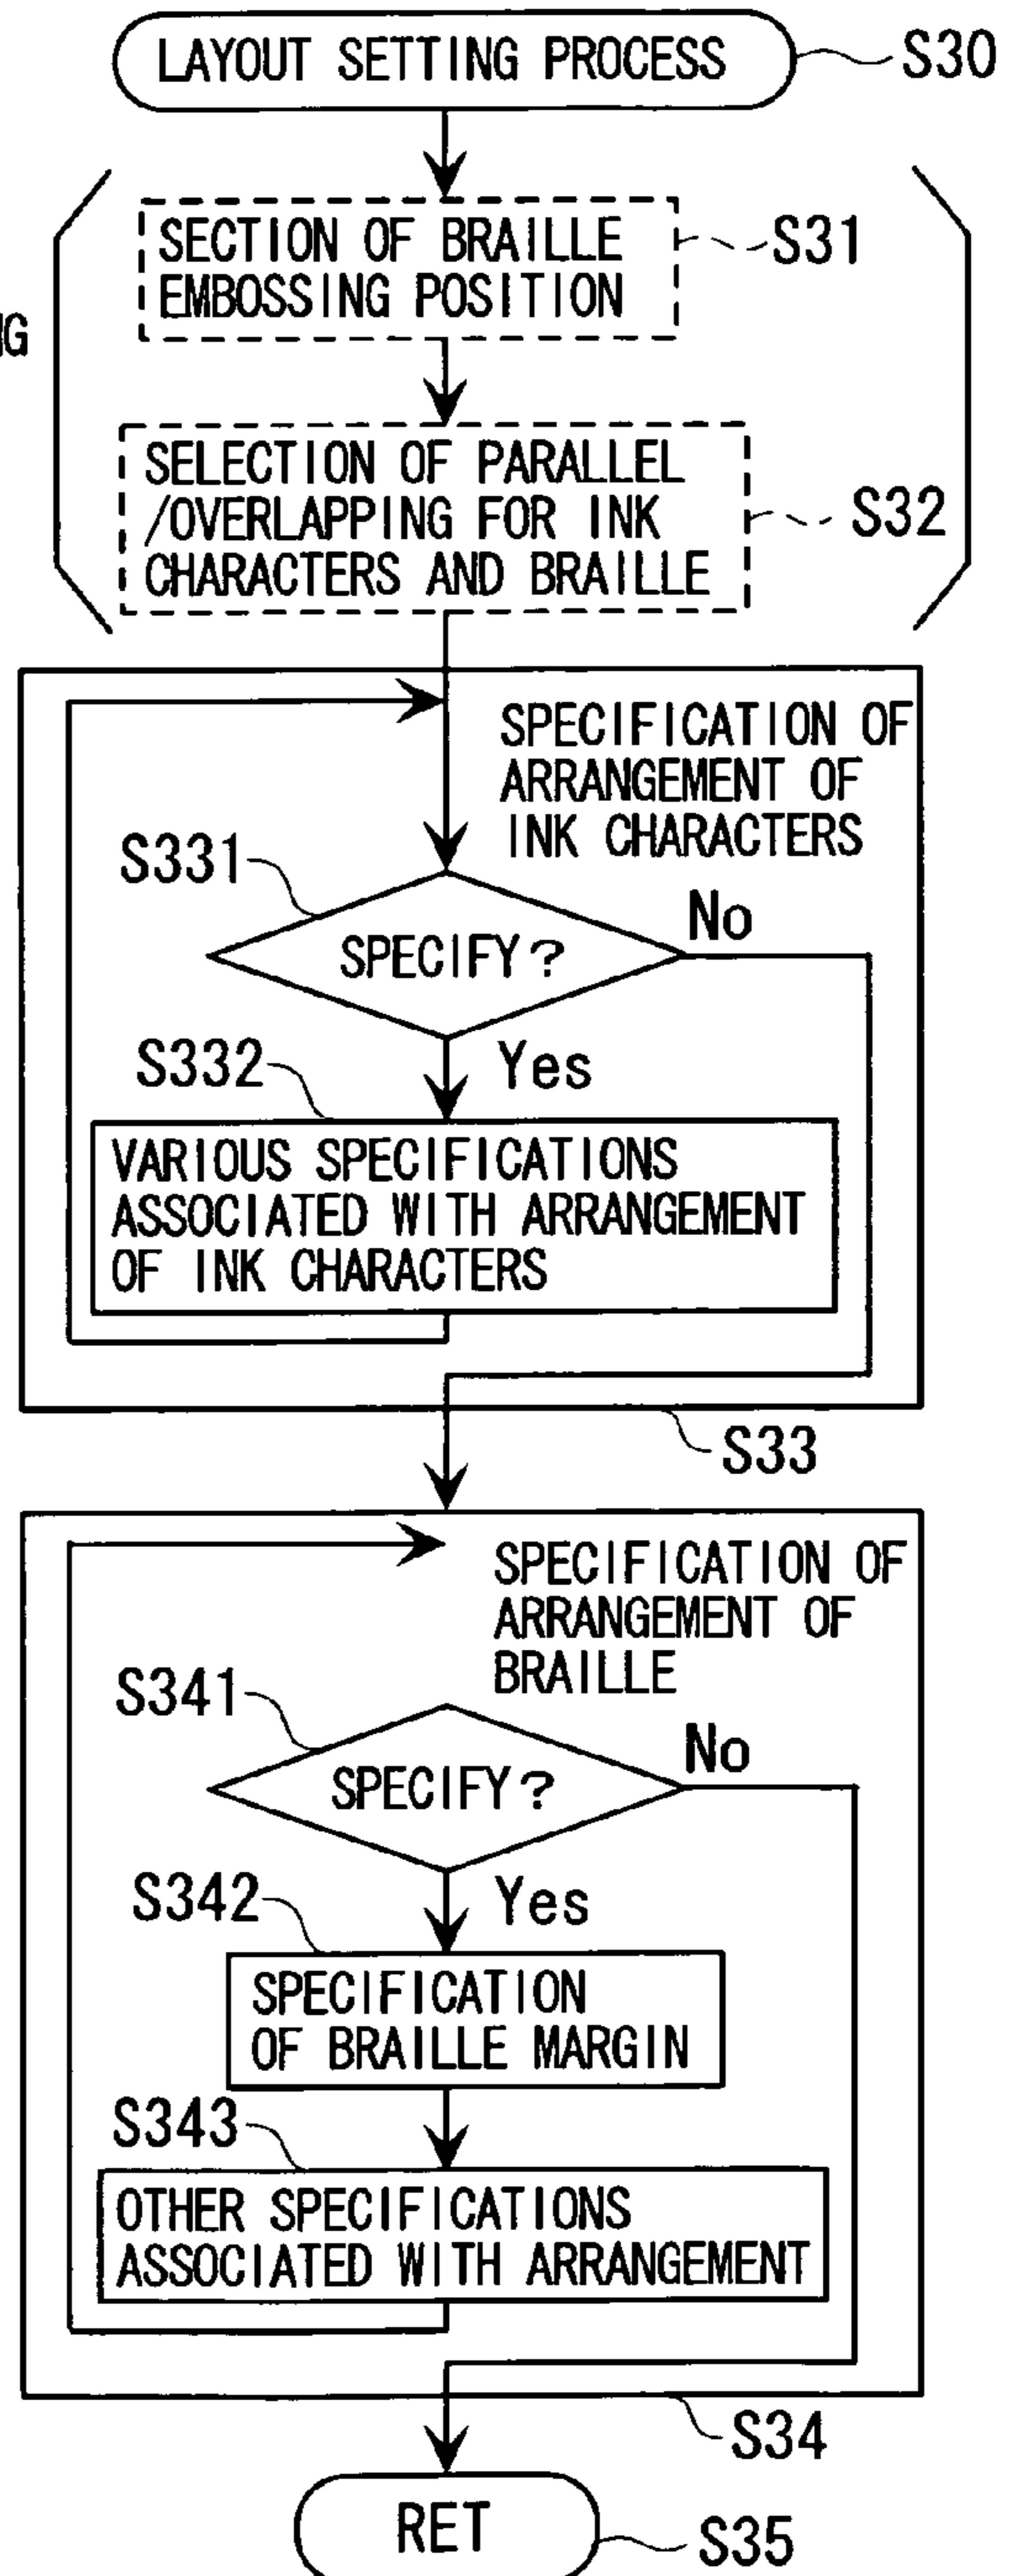 LAYOUT SETTING PROCESS
S30
SECTION OF BRAILLE
EMBOSSING POSITION
S31
SELECTION OF PARALLEL
/OVERLAPPING FOR INK
CHARACTERS AND BRAILLE
S32
SPECIFICATION OF
ARRANGEMENT OF
INK CHARACTERS
S331
SPECIFY?
No
Yes
S332
VARIOUS SPECIFICATIONS
ASSOCIATED WITH ARRANGEMENT
OF INK CHARACTERS
S33
SPECIFICATION OF
ARRANGEMENT OF
BRAILLE
S341
SPECIFY?
No
Yes
S342
SPECIFICATION
OF BRAILLE MARGIN
S343
OTHER SPECIFICATIONS
ASSOCIATED WITH ARRANGEMENT
S34
RET
S35